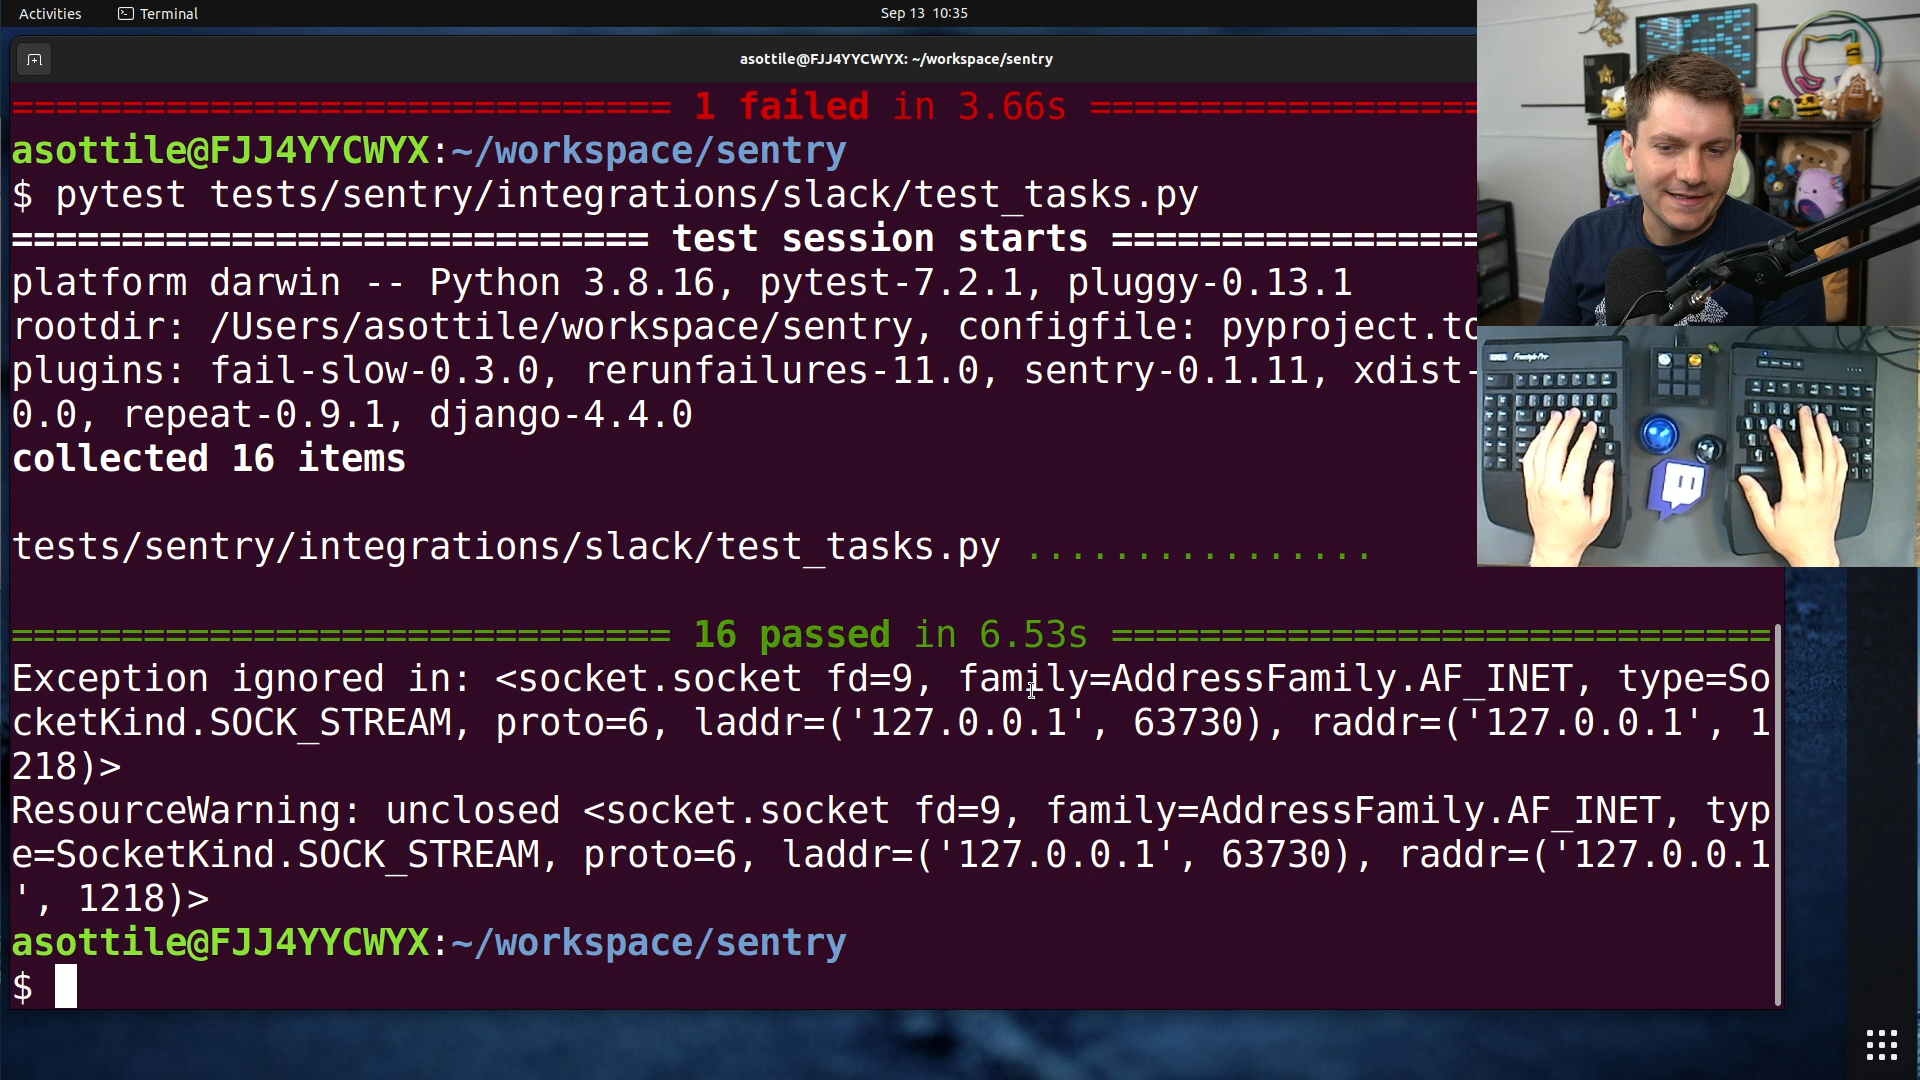 Activities
Terminal
Sep 13 10:35
asottile@FJJ4YYCWYX: ~/workspace/sentry
============================== 1 failed in 3.66s ==================
asottile@FJJ4YYCWYX:~/workspace/sentry
$ pytest tests/sentry/integrations/slack/test_tasks.py
============================= test session starts =================
platform darwin -- Python 3.8.16, pytest-7.2.1, pluggy-0.13.1
rootdir: /Users/asottile/workspace/sentry, configfile: pyproject.to
plugins: fail-slow-0.3.0, rerunfailures-11.0, sentry-0.1.11, xdist-
0.0, repeat-0.9.1, django-4.4.0
collected 16 items
tests/sentry/integrations/slack/test_tasks.py ................
============================== 16 passed in 6.53s ==============================
Exception ignored in: <socket.socket fd=9, family=AddressFamily.AF_INET, type=So
cketKind.SOCK_STREAM, proto=6, laddr=('127.0.0.1', 63730), raddr=('127.0.0.1', 1
218)>
ResourceWarning: unclosed <socket.socket fd=9, family=AddressFamily.AF_INET, typ
e=SocketKind.SOCK_STREAM, proto=6, laddr=('127.0.0.1', 63730), raddr=('127.0.0.1
', 1218)>
asottile@FJJ4YYCWYX:~/workspace/sentry
$
Freestyle Pro